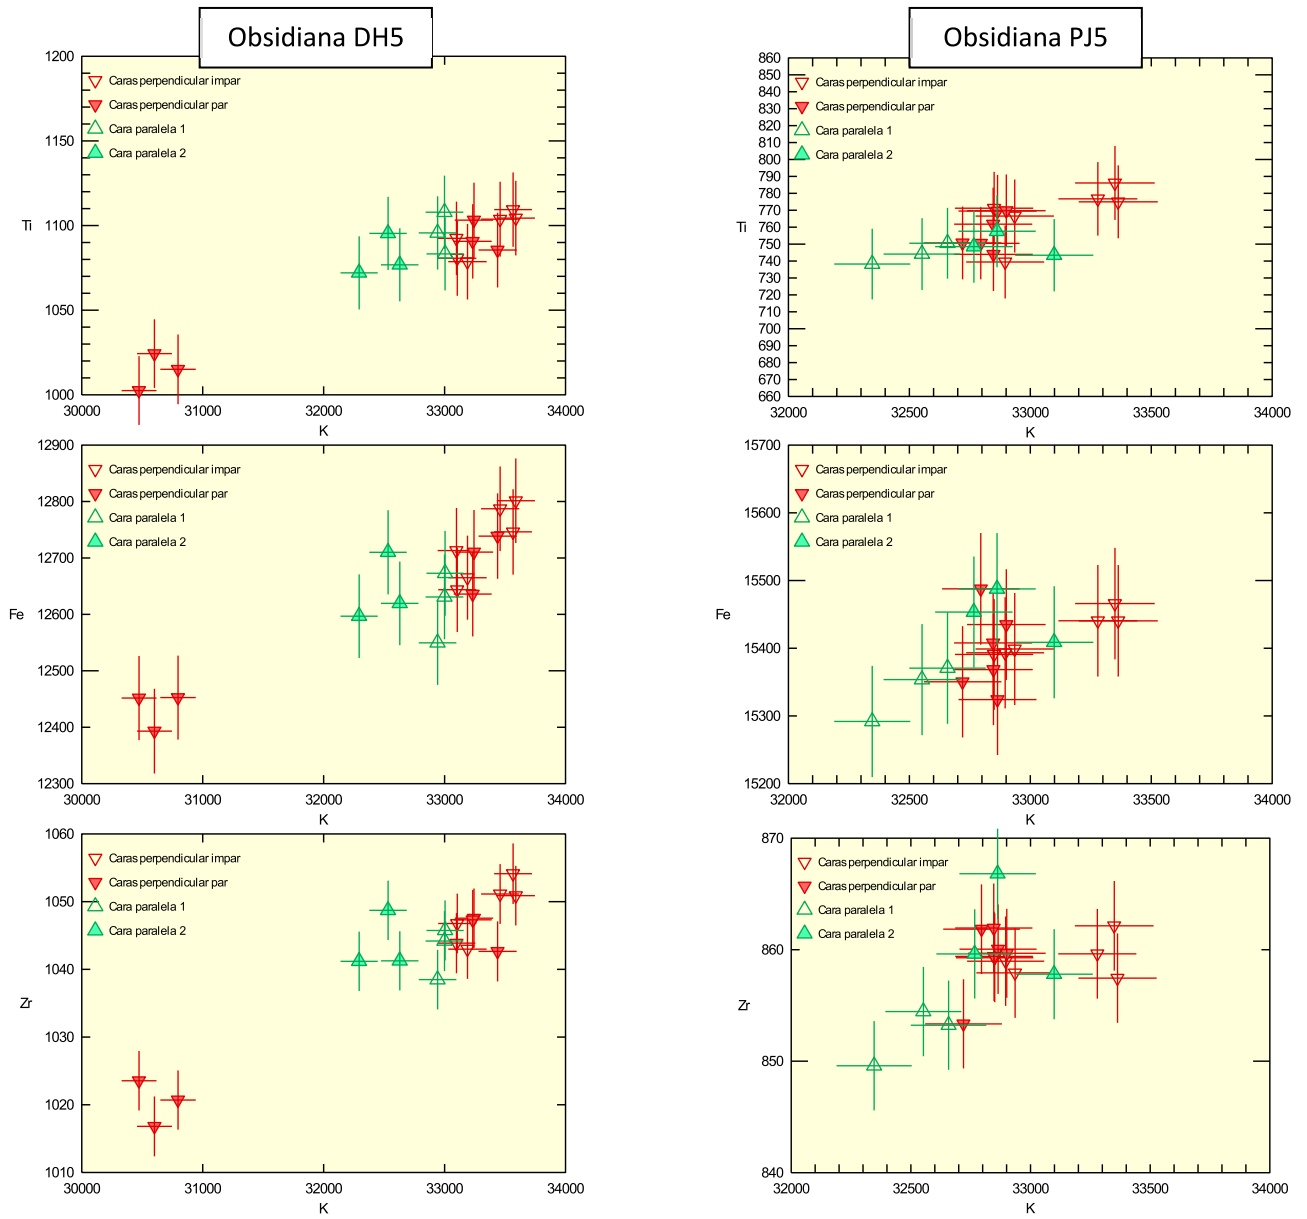 Obsidiana DH5
Obsidiana PJ5
1200
Caras perpendicular impar
Caras perpendicular par
1150
Cara paralela 1
Cara paralela 2
1100
Ti
1050
1000
30000 31000 32000 33000 34000
K
860
850
Caras perpendicular impar
840
830
Caras perpendicular par
820
Cara paralela 1
810
800
Cara paralela 2
790
780
770
Ti
760
750
740
730
720
710
700
690
680
670
660
32000 32500 33000 33500 34000
K
12900
Caras perpendicular impar
Caras perpendicular par
12800
Cara paralela 1
Cara paralela 2
12700
Fe
12600
12500
12400
12300
30000 31000 32000 33000 34000
K
15700
Caras perpendicular impar
Caras perpendicular par
15600
Cara paralela 1
Cara paralela 2
15500
Fe
15400
15300
15200
32000 32500 33000 33500 34000
K
1060
Caras perpendicular impar
Caras perpendicular par
1050
Cara paralela 1
Cara paralela 2
1040
Zr
1030
1020
1010
30000 31000 32000 33000 34000
K
870
Caras perpendicular impar
Caras perpendicular par
Cara paralela 1
Cara paralela 2
860
Zr
850
840
32000 32500 33000 33500 34000
K